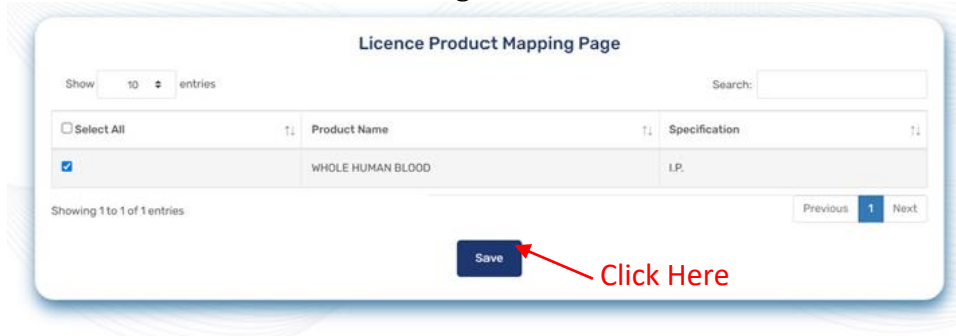 Licence Product Mapping Page
Show 10 entries Search:
Select All Product Name Specification
WHOLE HUMAN BLOOD I.P.
Showing 1 to 1 of 1 entries Previous 1 Next
Save
Click Here